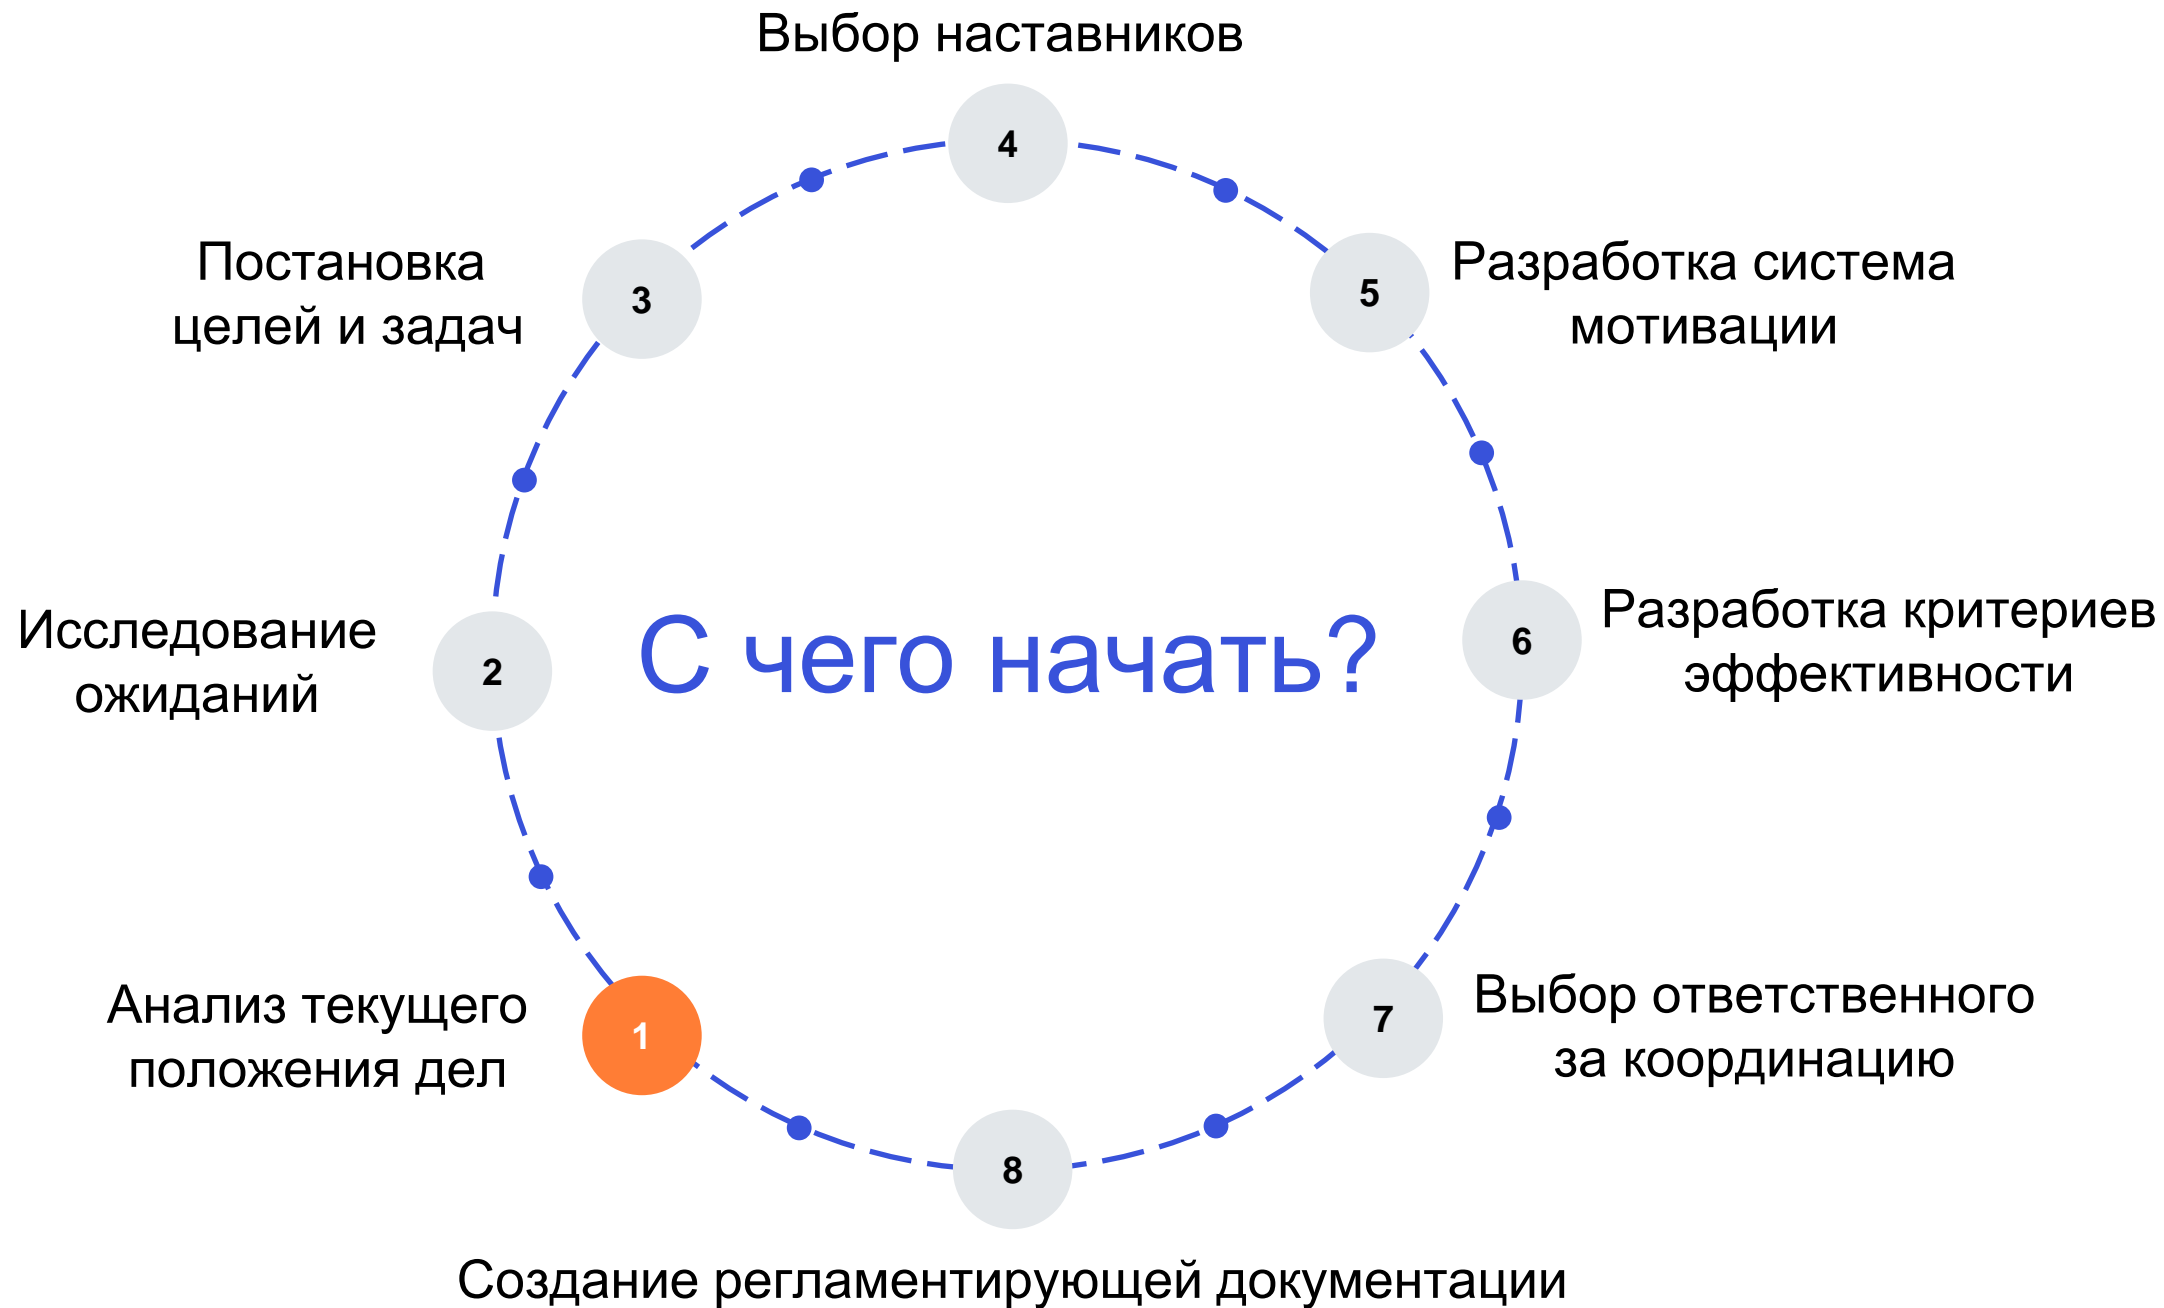 Выбор наставников
4
Постановка
целей и задач
3
5
Разработка система
мотивации
Исследование
ожиданий
2
С чего начать?
6
Разработка критериев
эффективности
Анализ текущего
положения дел
1
7
Выбор ответственного
за координацию
8
Создание регламентирующей документации